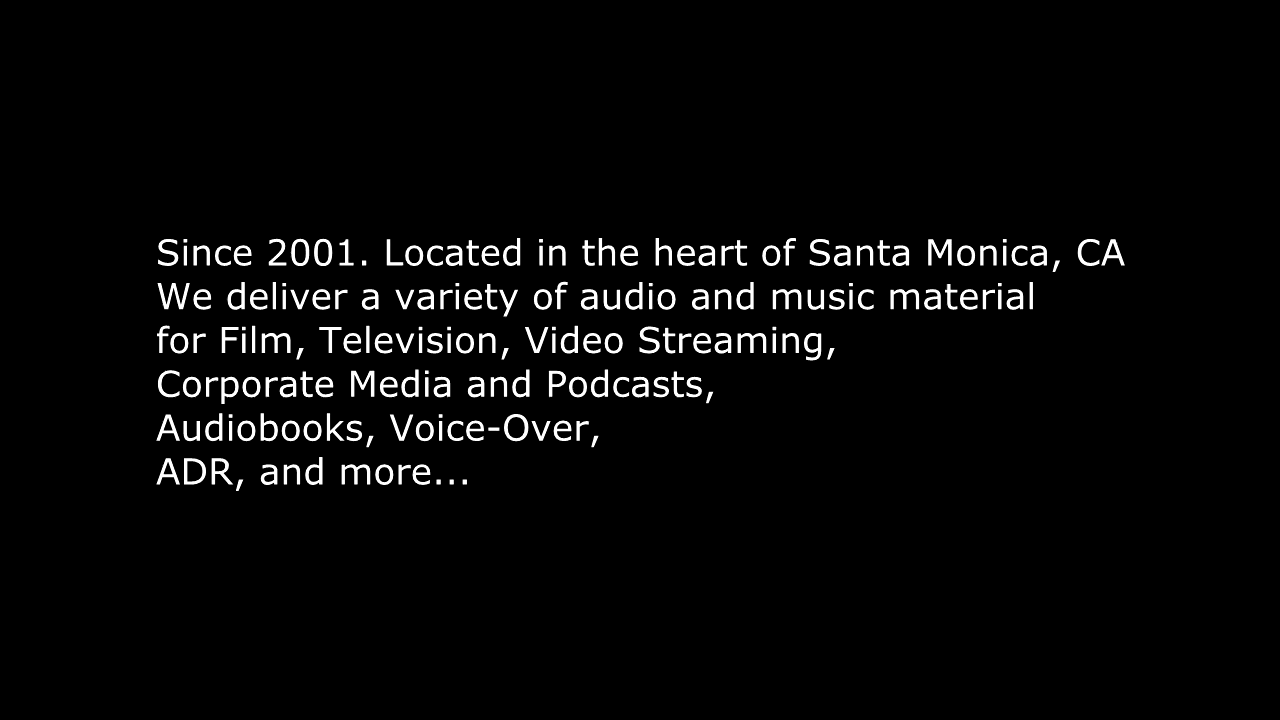 Since 2001. Located in the heart of Santa Monica, CA
We deliver a variety of audio and music material
for Film, Television, Video Streaming,
Corporate Media and Podcasts,
Audiobooks, Voice-Over,
ADR, and more...